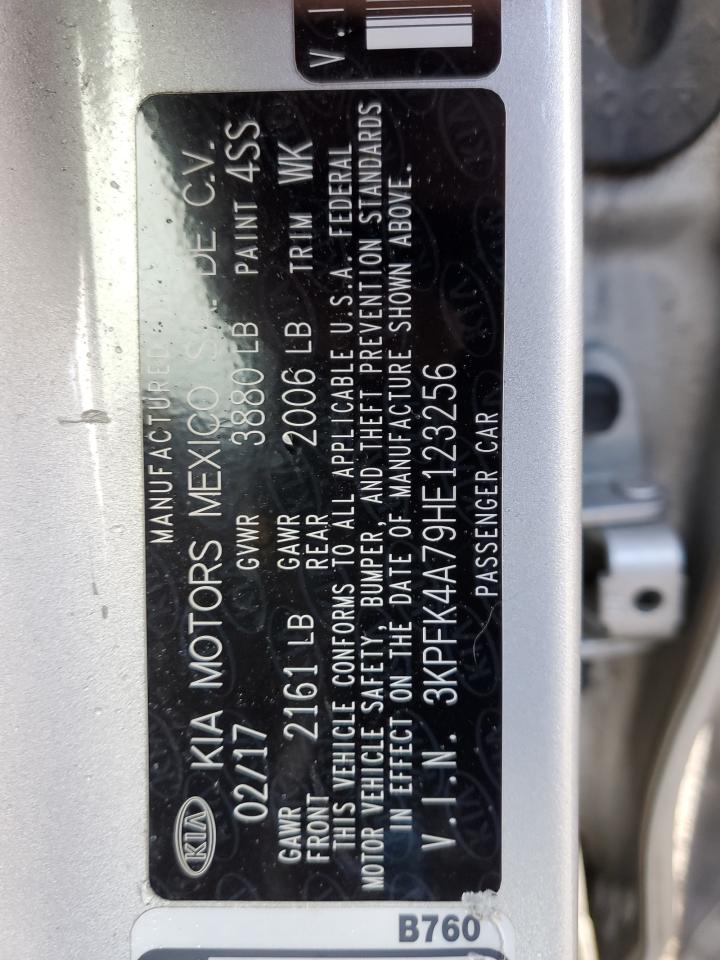 V.I
MANUFACTURED
KIA KIA MOTORS MEXICO S. DE C.V.
02/17 GVWR 3880 LB PAINT 4SS
GAWR FRONT 2161 LB GAWR REAR 2006 LB TRIM WK
THIS VEHICLE CONFORMS TO ALL APPLICABLE U.S.A. FEDERAL
MOTOR VEHICLE SAFETY, BUMPER, AND THEFT PREVENTION STANDARDS
IN EFFECT ON THE DATE OF MANUFACTURE SHOWN ABOVE.
V.I.N. 3KPFK4A79HE123256
PASSENGER CAR
B760